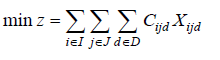 min z = ∑_{i∈I} ∑_{j∈J} ∑_{d∈D} C_{ijd} X_{ijd}